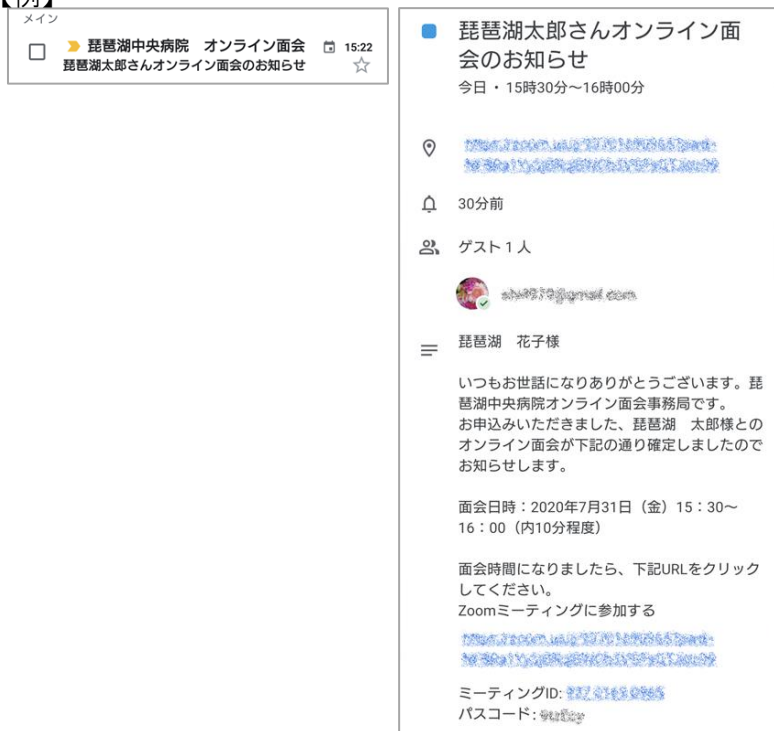 【例】
メイン
琵琶湖中央病院　オンライン面会
15:22
琵琶湖太郎さんオンライン面会のお知らせ
琵琶湖太郎さんオンライン面
会のお知らせ
今日・15時30分～16時00分
30分前
ゲスト 1 人
琵琶湖　花子様
いつもお世話になりありがとうございます。琵
琶湖中央病院オンライン面会事務局です。
お申込みいただきました、琵琶湖　太郎様との
オンライン面会が下記の通り確定しましたので
お知らせします。
面会日時：2020年7月31日（金）15：30～
16：00（内10分程度）
面会時間になりましたら、下記URLをクリック
してください。
Zoomミーティングに参加する
ミーティングID:
パスコード: